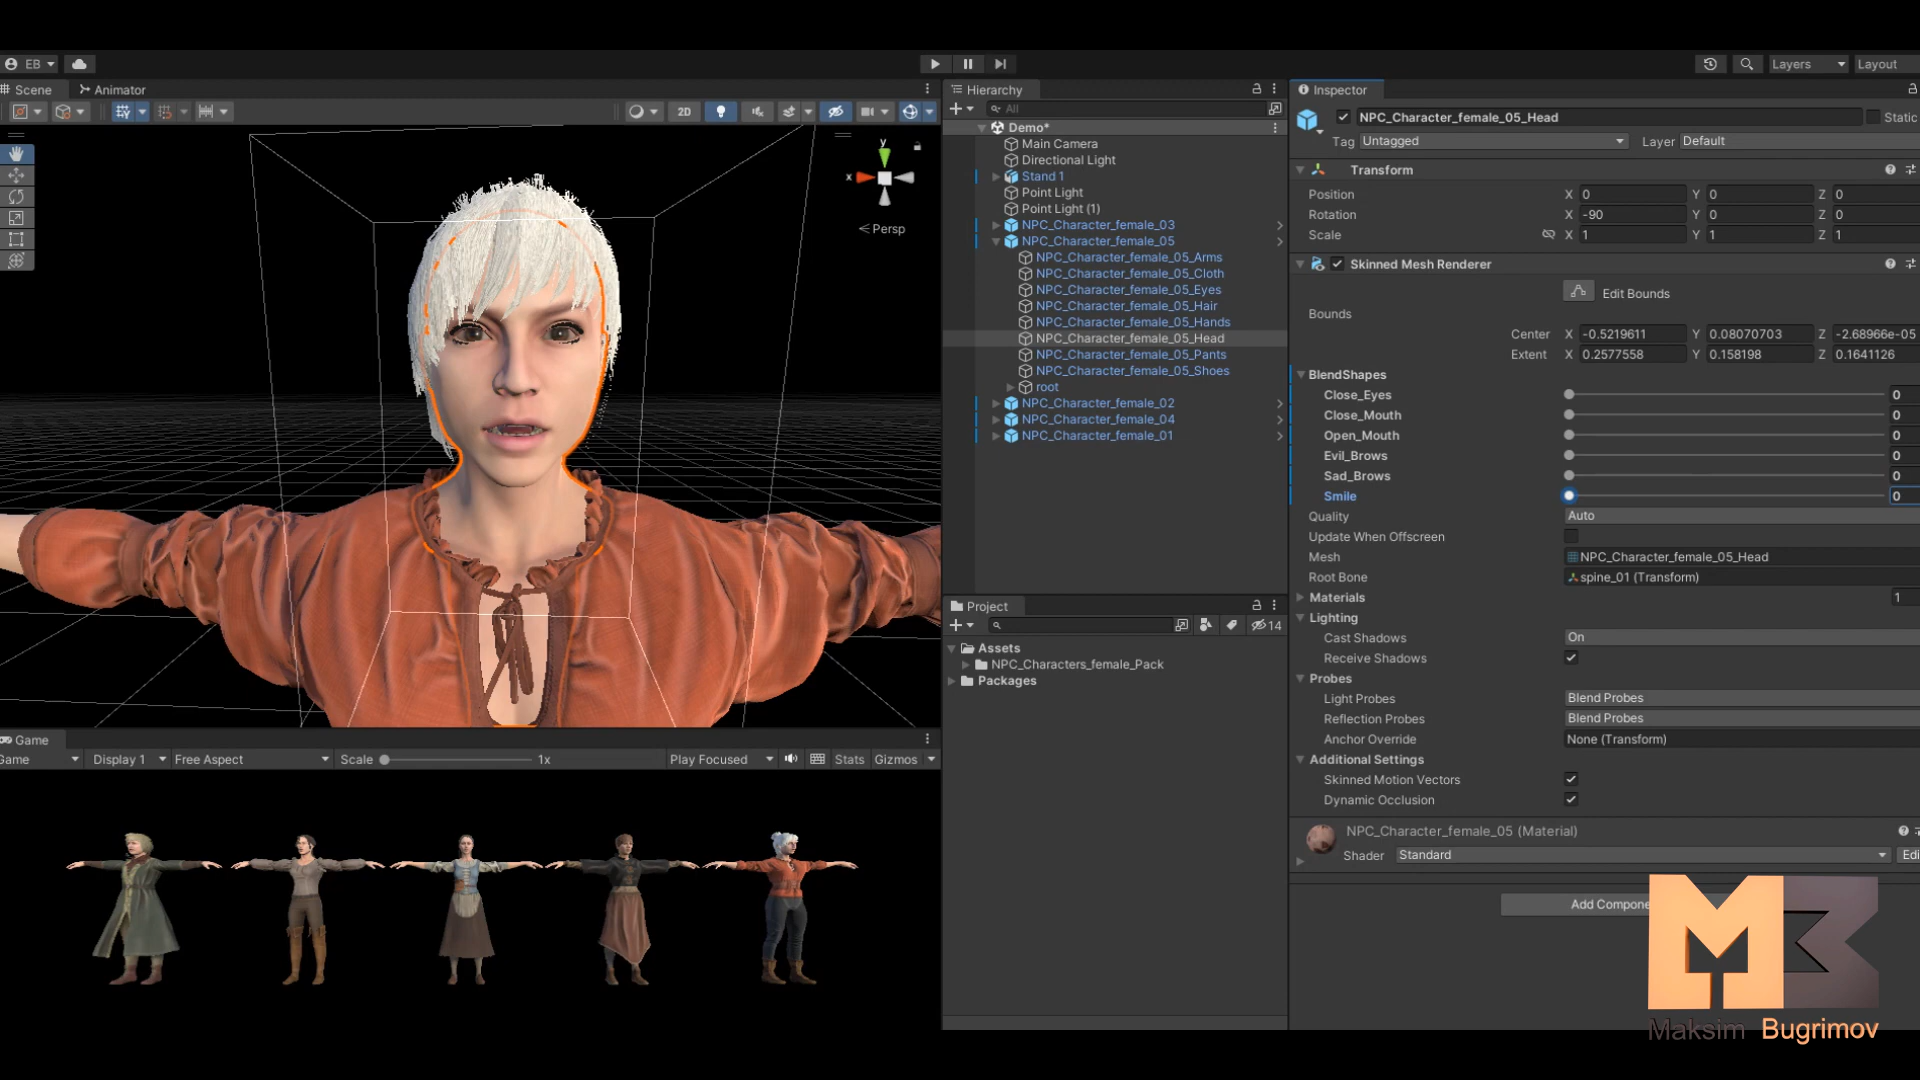 EB
Layers
Layout
Scene
Animator
2D
y
x
Persp
Hierarchy
All
Demo*
Main Camera
Directional Light
Stand 1
Point Light
Point Light (1)
NPC_Character_female_03
NPC_Character_female_05
NPC_Character_female_05_Arms
NPC_Character_female_05_Cloth
NPC_Character_female_05_Eyes
NPC_Character_female_05_Hair
NPC_Character_female_05_Hands
NPC_Character_female_05_Head
NPC_Character_female_05_Pants
NPC_Character_female_05_Shoes
root
NPC_Character_female_02
NPC_Character_female_04
NPC_Character_female_01
Project
14
Assets
NPC_Characters_female_Pack
Packages
Game
Game
Display 1
Free Aspect
Scale
1x
Play Focused
Stats
Gizmos
Inspector
NPC_Character_female_05_Head
Static
Tag Untagged
Layer Default
Transform
Position X 0 Y 0 Z 0
Rotation X -90 Y 0 Z 0
Scale X 1 Y 1 Z 1
Skinned Mesh Renderer
Edit Bounds
Bounds
Center X -0.5219611 Y 0.08070703 Z -2.68966e-05
Extent X 0.2577558 Y 0.158198 Z 0.1641126
BlendShapes
Close_Eyes 0
Close_Mouth 0
Open_Mouth 0
Evil_Brows 0
Sad_Brows 0
Smile 0
Quality Auto
Update When Offscreen
Mesh NPC_Character_female_05_Head
Root Bone spine_01 (Transform)
Materials 1
Lighting
Cast Shadows On
Receive Shadows
Probes
Light Probes Blend Probes
Reflection Probes Blend Probes
Anchor Override None (Transform)
Additional Settings
Skinned Motion Vectors
Dynamic Occlusion
NPC_Character_female_05 (Material)
Shader Standard Edi
Add Compone
MB
Maksim Bugrimov